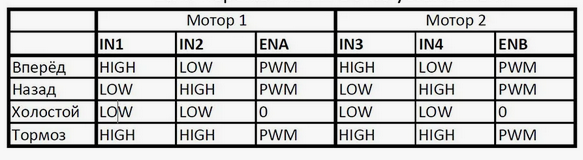 Мотор 1 Мотор 2
IN1 IN2 ENA IN3 IN4 ENB
Вперёд HIGH LOW PWM HIGH LOW PWM
Назад LOW HIGH PWM LOW HIGH PWM
Холостой LOW LOW 0 LOW LOW 0
Тормоз HIGH HIGH PWM HIGH HIGH PWM